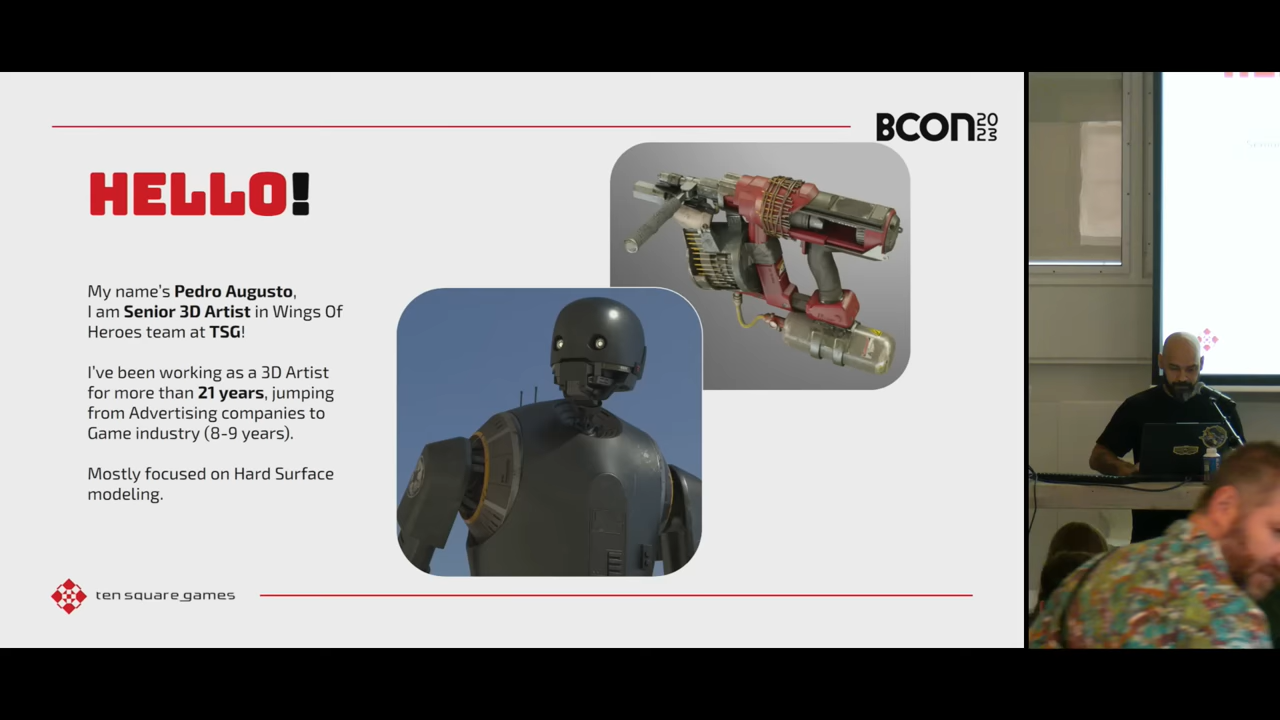 BCON 20
23
HELLO!
My name's Pedro Augusto,
I am Senior 3D Artist in Wings Of
Heroes team at TSG!
I've been working as a 3D Artist
for more than 21 years, jumping
from Advertising companies to
Game industry (8-9 years).
Mostly focused on Hard Surface
modeling.
ten square games